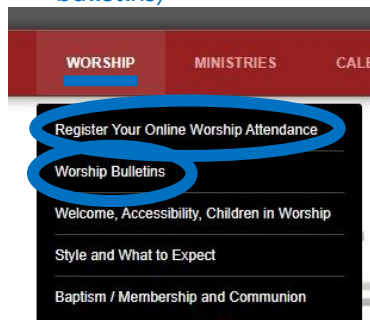 bulletins)
WORSHIP MINISTRIES
Register Your Online Worship Attendance
Worship Bulletins
Welcome, Accessibility, Children in Worship
Style and What to Expect
Baptism / Membership and Communion